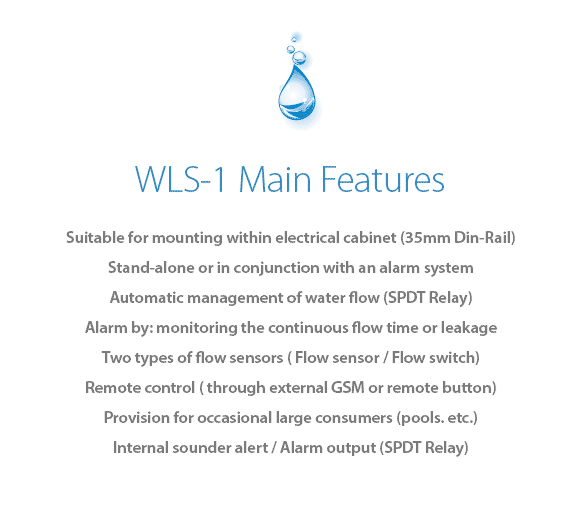 WLS-1 Main Features
Suitable for mounting within electrical cabinet (35mm Din-Rail)
Stand-alone or in conjunction with an alarm system
Automatic management of water flow (SPDT Relay)
Alarm by: monitoring the continuous flow time or leakage
Two types of flow sensors ( Flow sensor / Flow switch)
Remote control ( through external GSM or remote button)
Provision for occasional large consumers (pools. etc.)
Internal sounder alert / Alarm output (SPDT Relay)